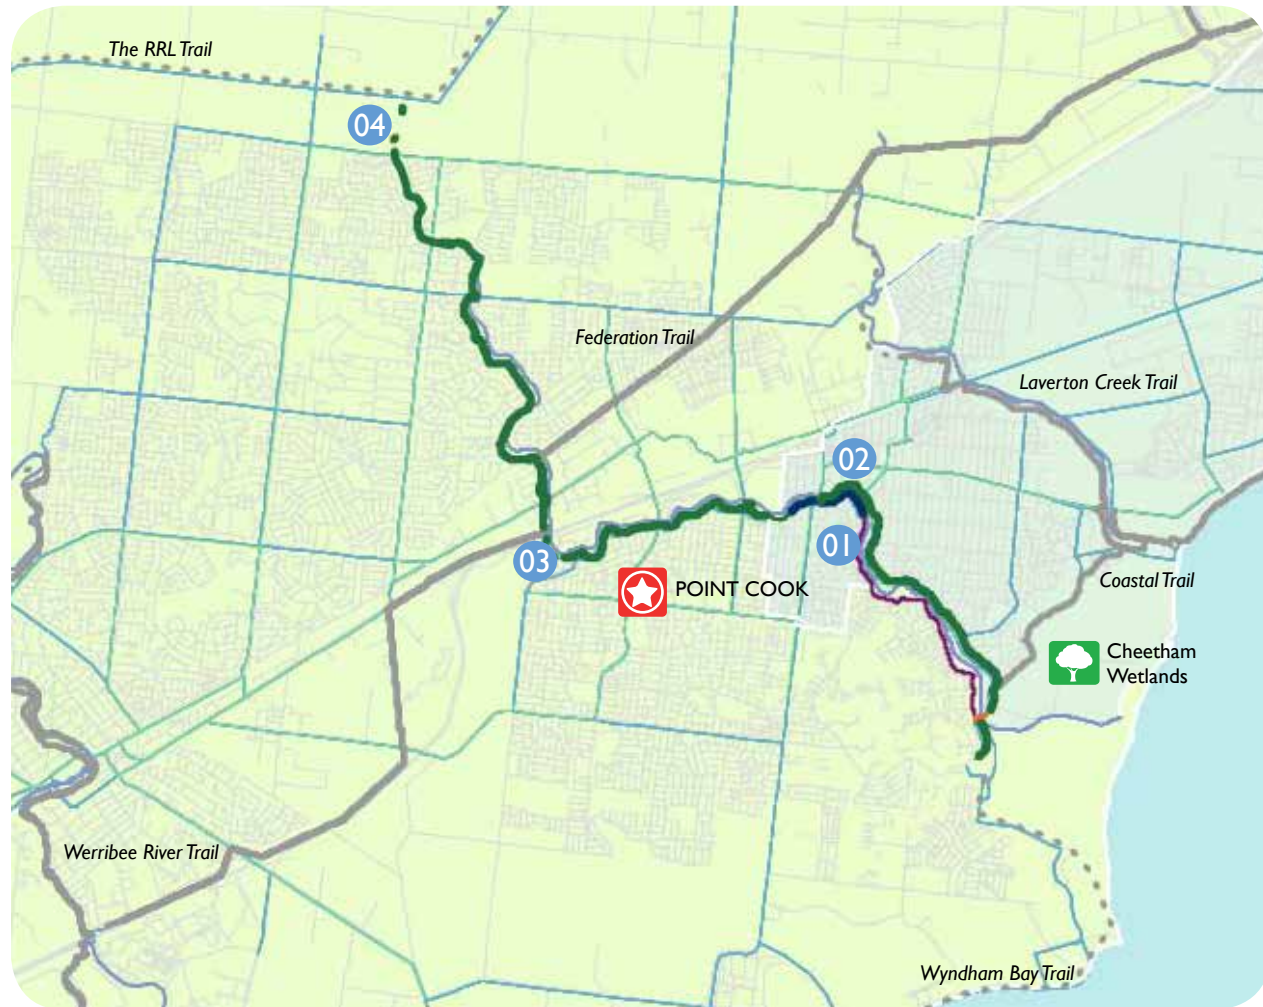 The RRL Trail
04
Federation Trail
Laverton Creek Trail
02
01
03
POINT COOK
Coastal Trail
Cheetham
Wetlands
Werribee River Trail
Wyndham Bay Trail